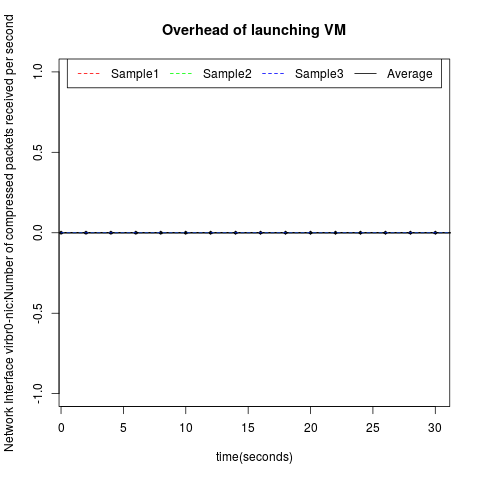 Overhead of launching VM
Network Interface virbr0-nic:Number of compressed packets received per second
Sample1 Sample2 Sample3 Average
1.0
0.5
0.0
-0.5
-1.0
0 5 10 15 20 25 30
time(seconds)